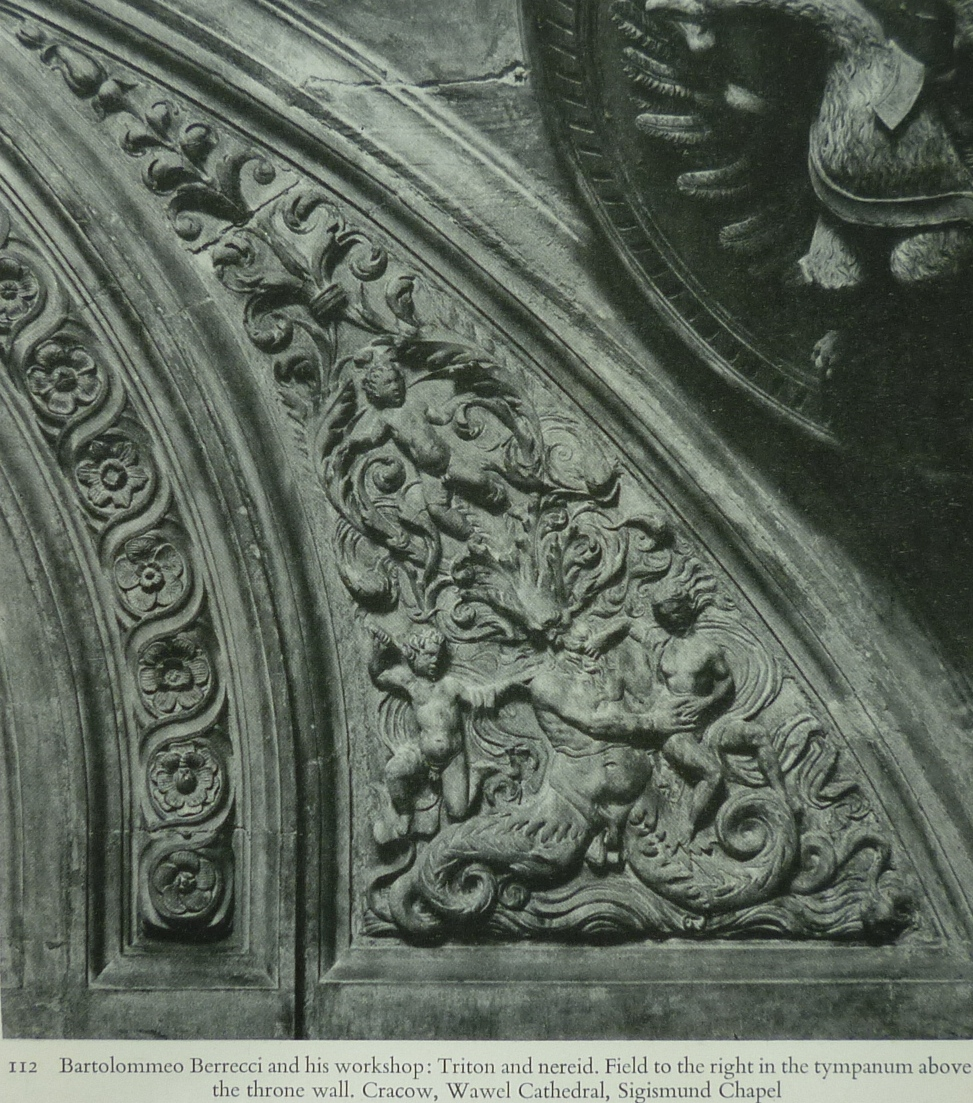 112 Bartolommeo Berrecci and his workshop: Triton and nereid. Field to the right in the tympanum above
the throne wall. Cracow, Wawel Cathedral, Sigismund Chapel